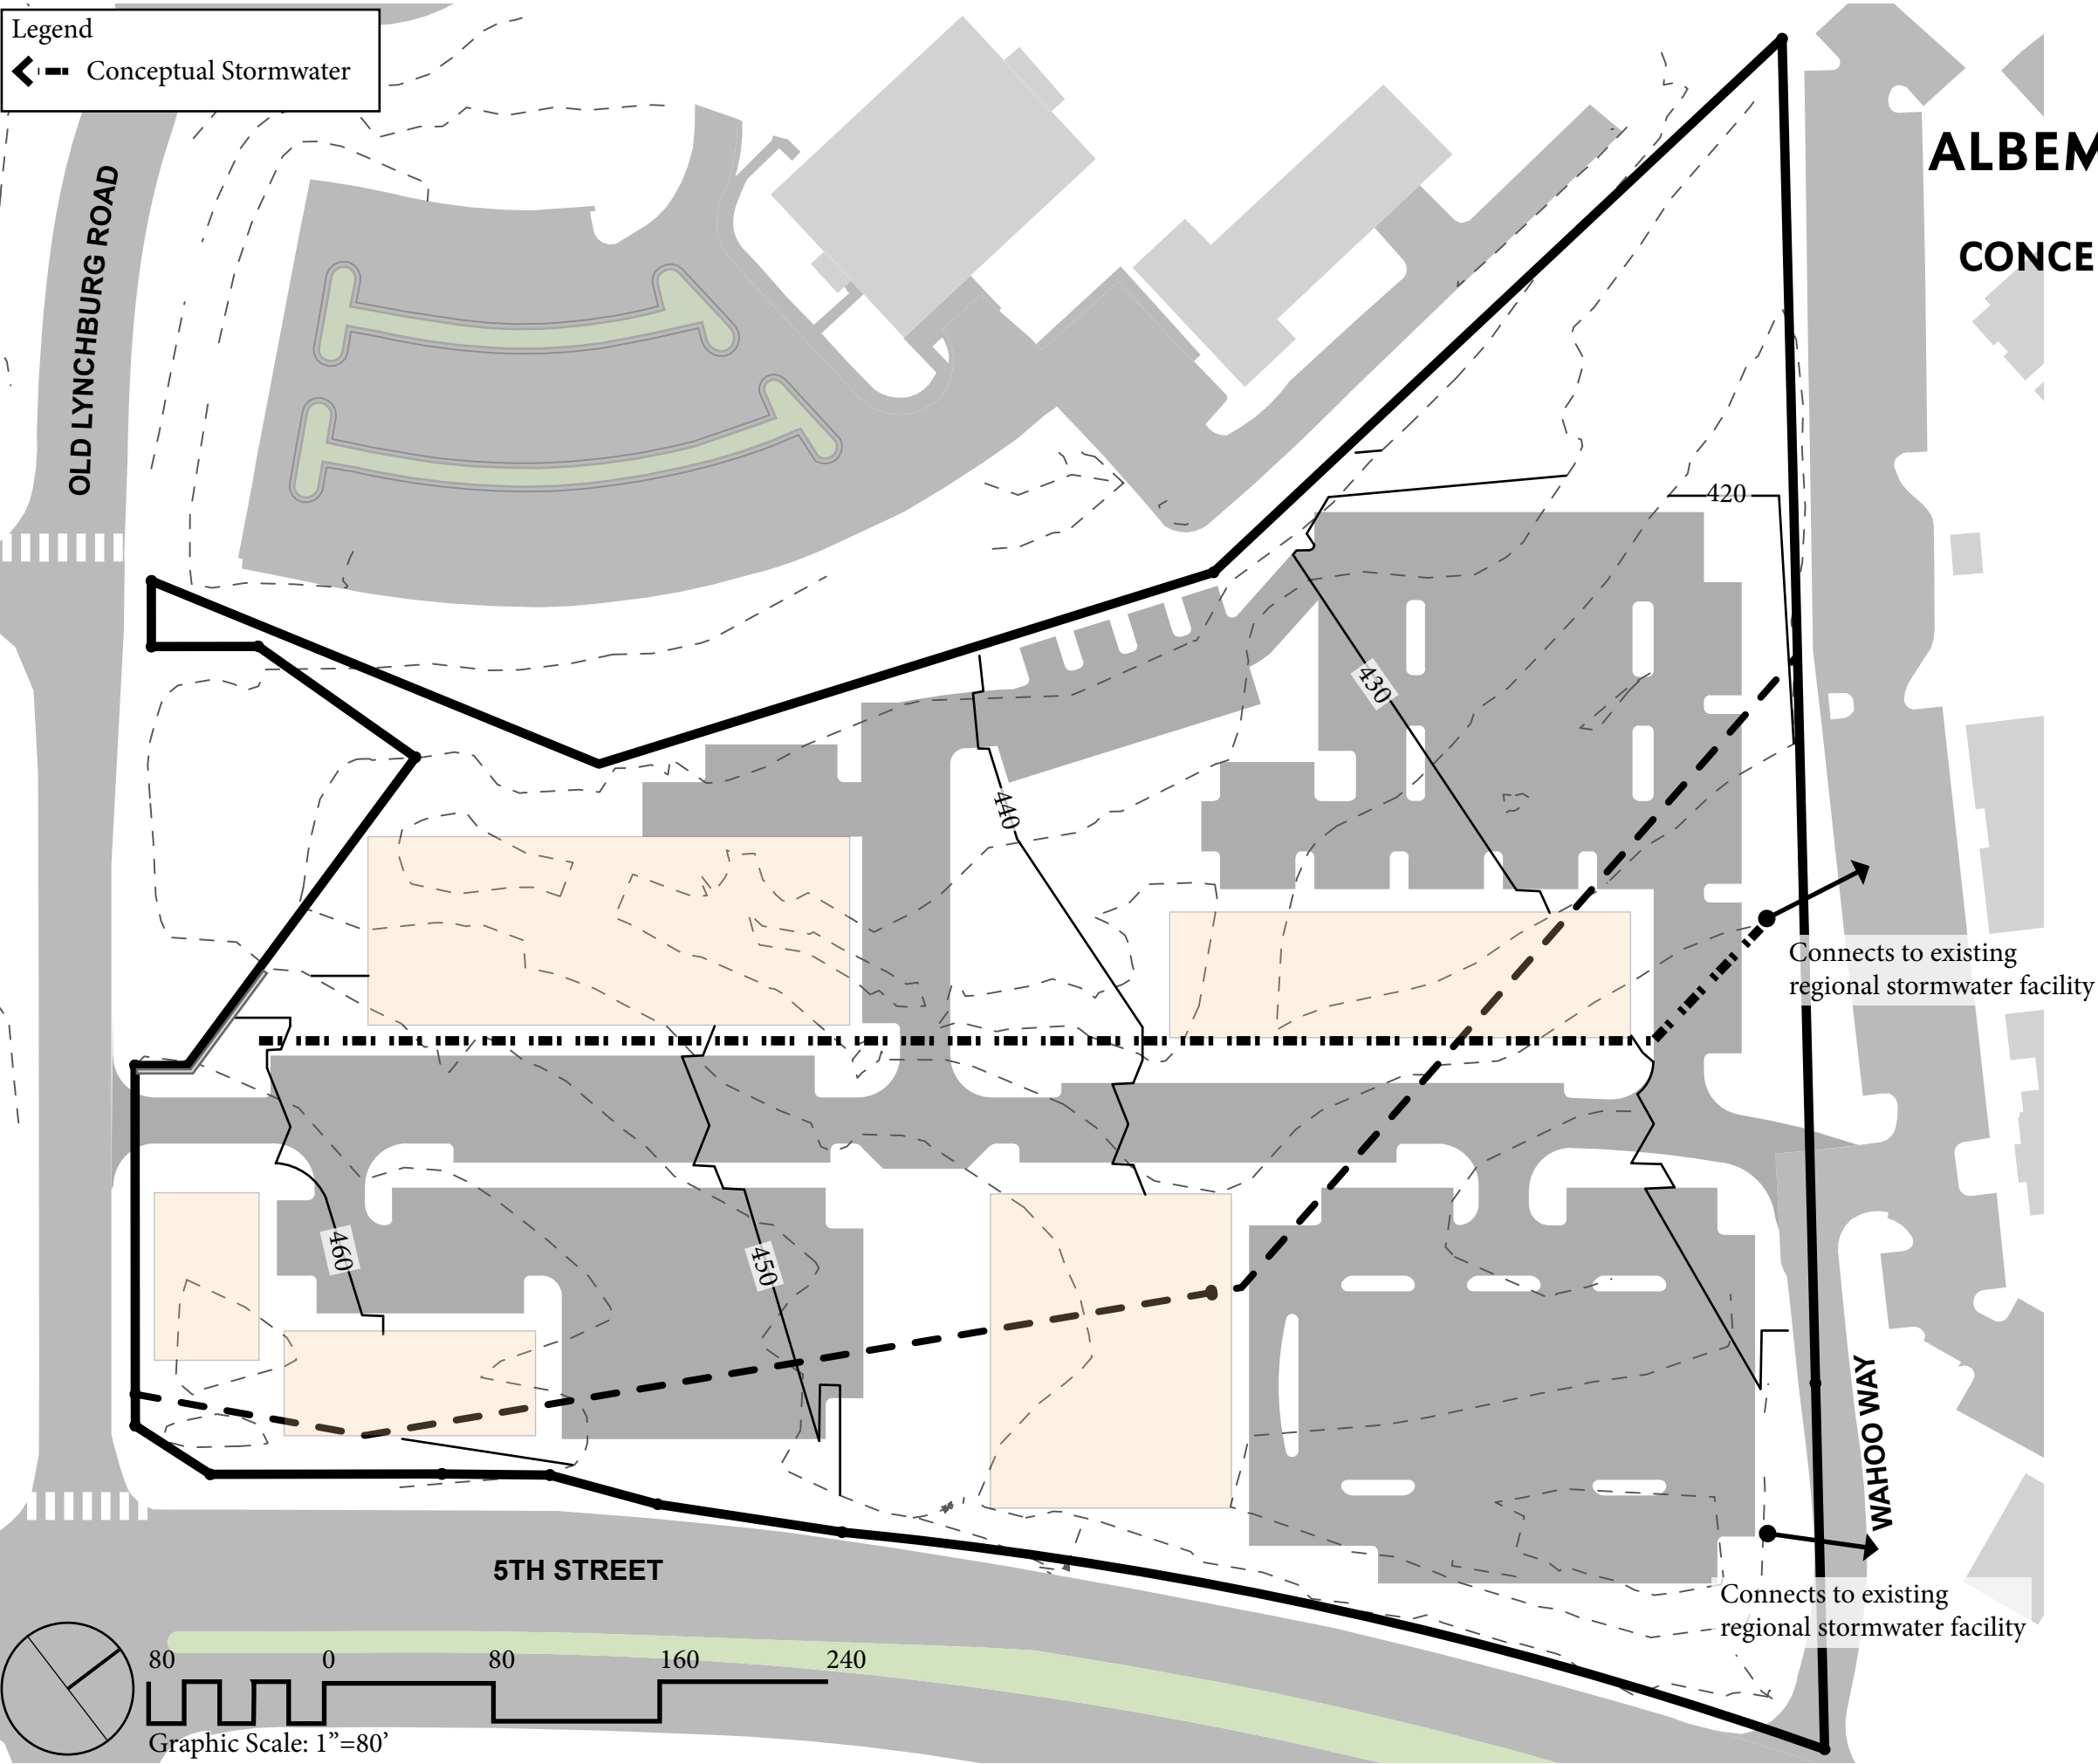 Legend
Conceptual Stormwater
OLD LYNCHBURG ROAD
ALBEM
CONCE
420
430
440
Connects to existing
regional stormwater facility
460
450
WAHOO WAY
5TH STREET
Connects to existing
regional stormwater facility
80 0 80 160 240
Graphic Scale: 1”=80’